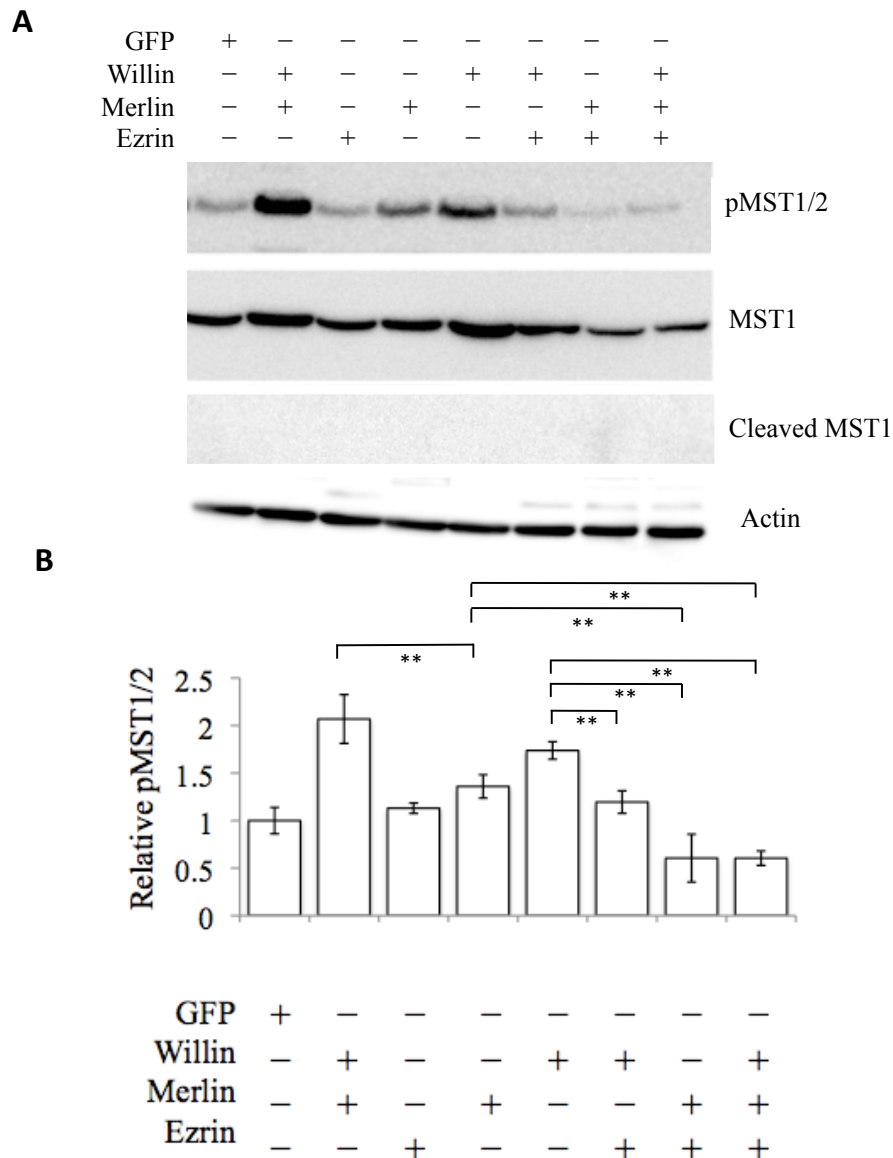 A
GFP + − − − − − − −
Willin − + − − + + − +
Merlin − + − + − − + +
Ezrin − − + − − + + +
pMST1/2
MST1
Cleaved MST1
Actin
B
**
**
**
**
**
**
Relative pMST1/2
2.5
2
1.5
1
0.5
0
GFP + − − − − − − −
Willin − + − − + + − +
Merlin − + − + − − + +
Ezrin − − + − − + + +